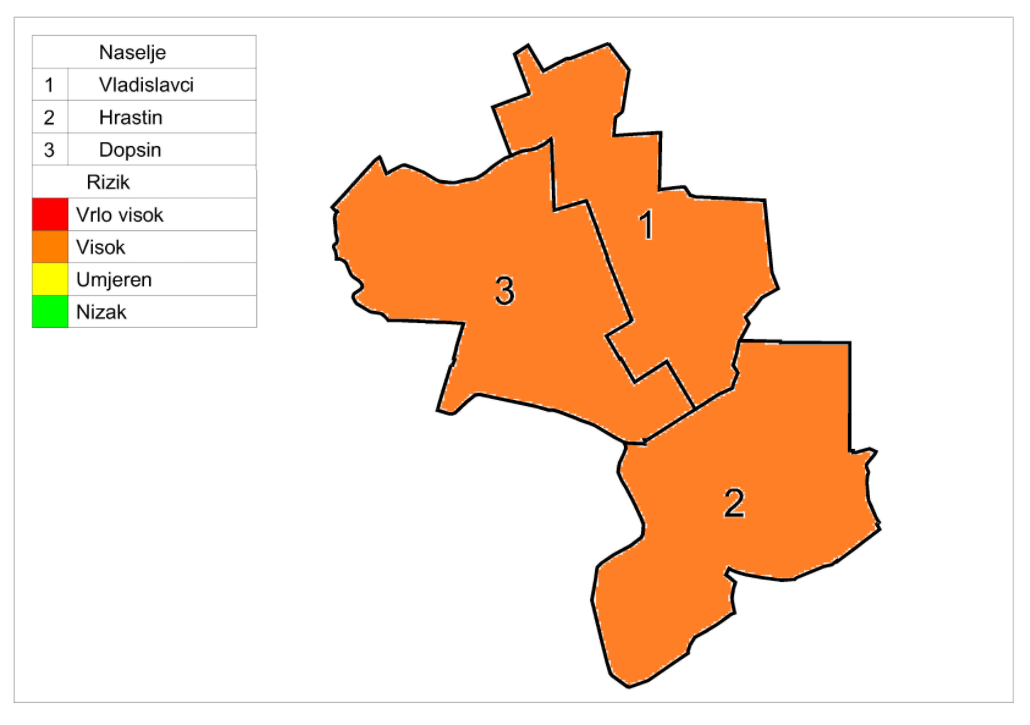 Naselje
1 Vladislavci
2 Hrastin
3 Dopsin
Rizik
Vrlo visok
Visok
Umjeren
Nizak
1
3
2